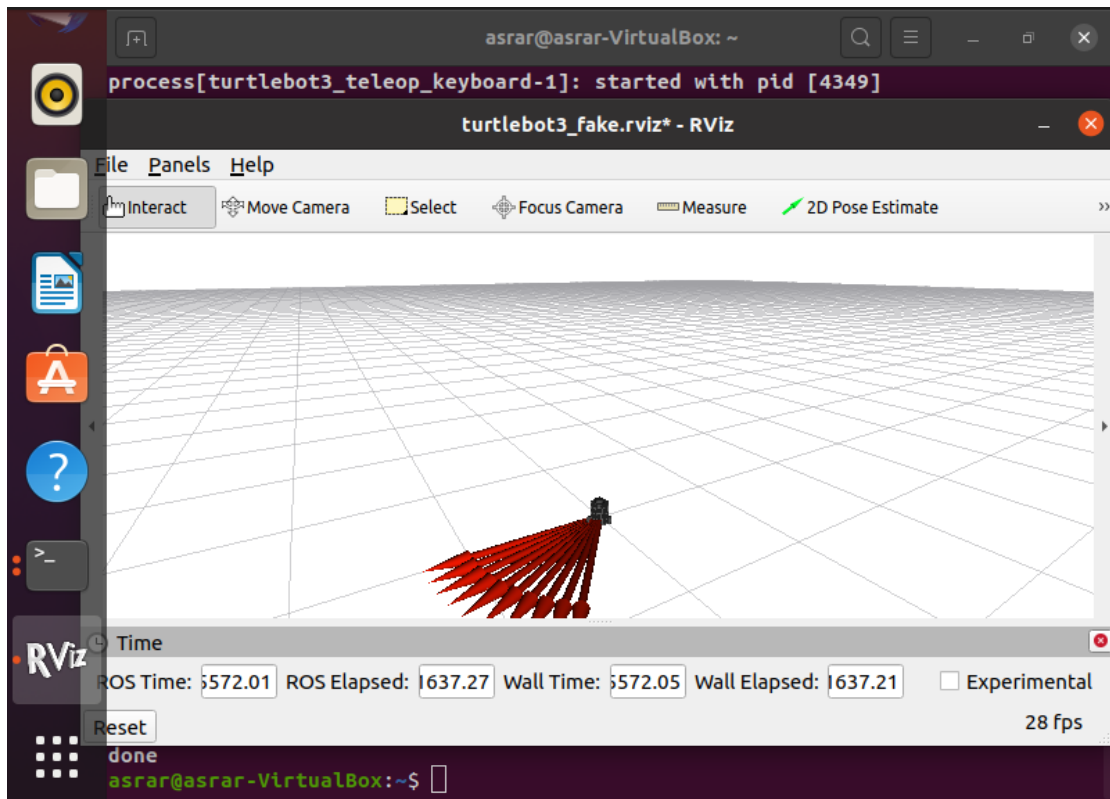 asrar@asrar-VirtualBox: ~
process[turtlebot3_teleop_keyboard-1]: started with pid [4349]
turtlebot3_fake.rviz* - RViz
File Panels Help
Interact Move Camera Select Focus Camera Measure 2D Pose Estimate »
?
>_
Time
RViz
ROS Time: 5572.01 ROS Elapsed: 1637.27 Wall Time: 5572.05 Wall Elapsed: 1637.21 Experimental
Reset 28 fps
done
asrar@asrar-VirtualBox:~$